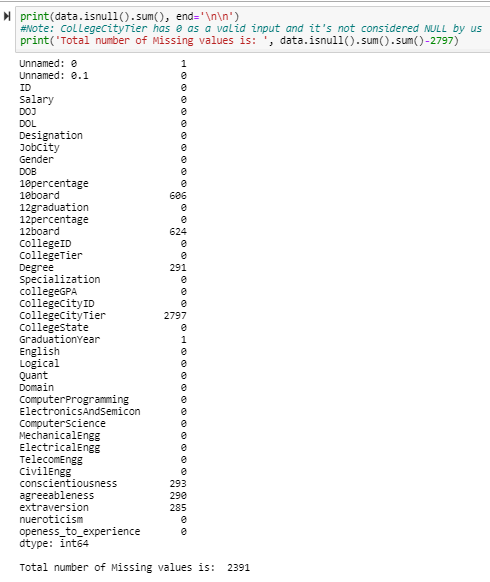 print(data.isnull().sum(), end='\n\n')
#Note: CollegeCityTier has 0 as a valid input and it's not considered NULL by us
print('Total number of Missing values is: ', data.isnull().sum().sum()-2797)
Unnamed: 0 1
Unnamed: 0.1 0
ID 0
Salary 0
DOJ 0
DOL 0
Designation 0
JobCity 0
Gender 0
DOB 0
10percentage 0
10board 606
12graduation 0
12percentage 0
12board 624
CollegeID 0
CollegeTier 0
Degree 291
Specialization 0
collegeGPA 0
CollegeCityID 0
CollegeCityTier 2797
CollegeState 0
GraduationYear 1
English 0
Logical 0
Quant 0
Domain 0
ComputerProgramming 0
ElectronicsAndSemicon 0
ComputerScience 0
MechanicalEngg 0
ElectricalEngg 0
TelecomEngg 0
CivilEngg 0
conscientiousness 293
agreeableness 290
extraversion 285
nueroticism 0
openess_to_experience 0
dtype: int64
Total number of Missing values is:  2391